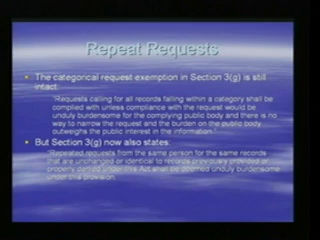 Repeat Requests
The categorical request exemption in Section 3(g) is still
intact:
"Requests calling for all records falling within a category shall be
complied with unless compliance with the request would be
unduly burdensome for the complying public body and there is no
way to narrow the request and the burden on the public body
outweighs the public interest in the information."
But Section 3(g) now also states:
"Repeated requests from the same person for the same records
that are unchanged or identical to records previously provided or
properly denied under this Act shall be deemed unduly burdensome
under this provision.